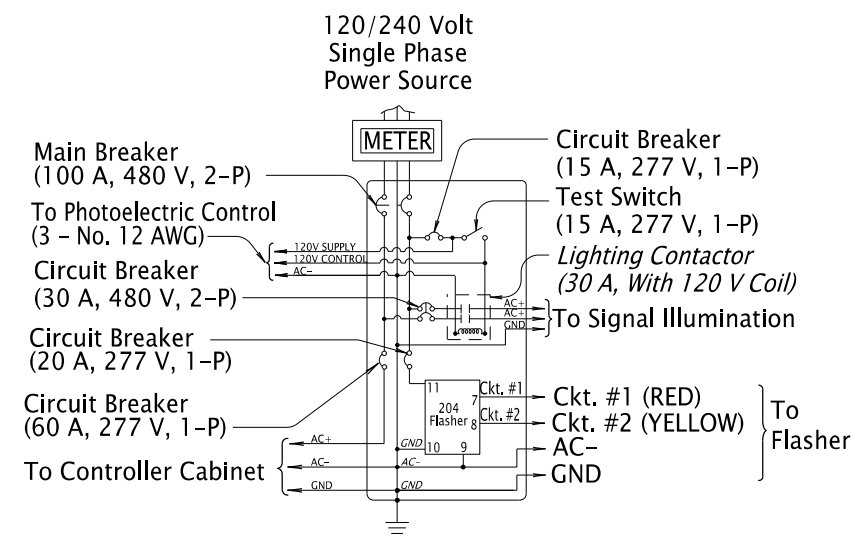 120/240 Volt
Single Phase
Power Source
METER
Main Breaker
(100 A, 480 V, 2-P)
To Photoelectric Control
(3 – No. 12 AWG)
Circuit Breaker
(30 A, 480 V, 2-P)
Circuit Breaker
(20 A, 277 V, 1-P)
Circuit Breaker
(60 A, 277 V, 1-P)
To Controller Cabinet
Circuit Breaker
(15 A, 277 V, 1-P)
Test Switch
(15 A, 277 V, 1-P)
Lighting Contactor
(30 A, With 120 V Coil)
120V SUPPLY
120V CONTROL
AC-
AC+
AC+
GND
To Signal Illumination
11
7
204
Flasher
8
10
9
Ckt. #1
Ckt. #2
Ckt. #1 (RED)
Ckt. #2 (YELLOW)
AC-
GND
To
Flasher
AC+
GND
AC-
AC-
GND
GND